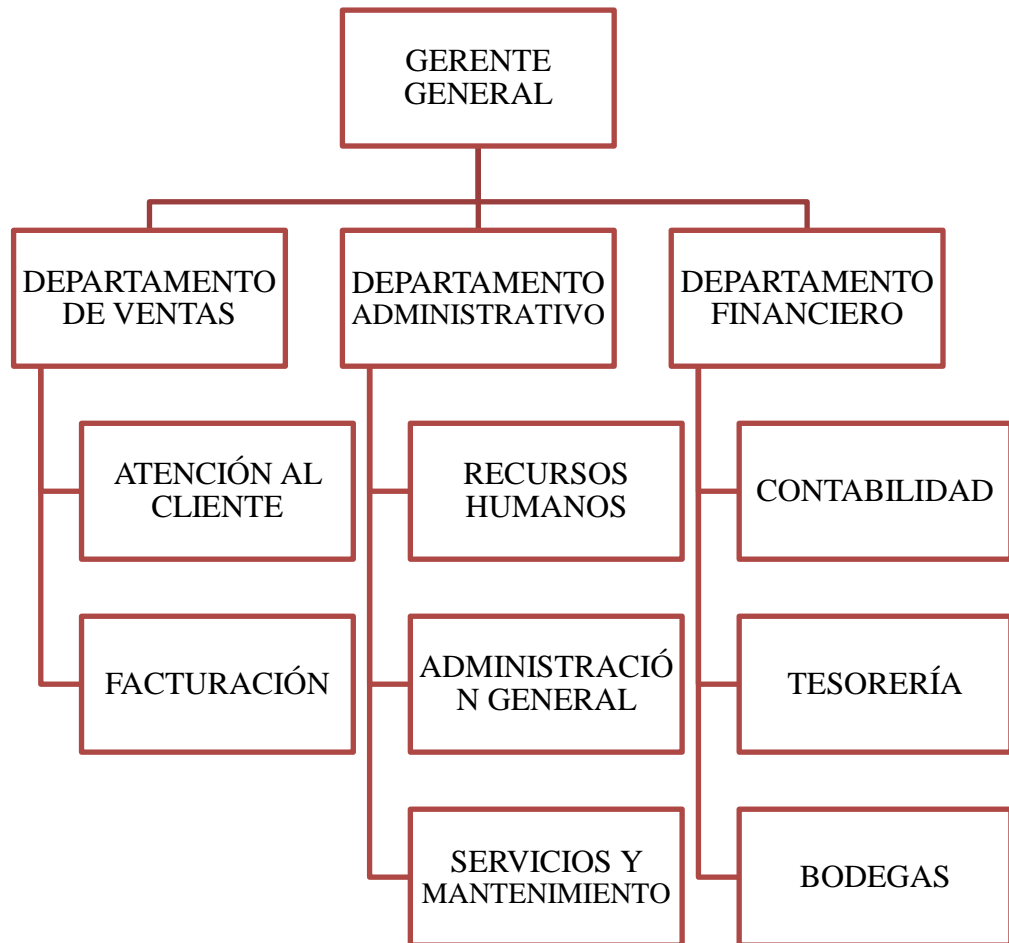 GERENTE
GENERAL
DEPARTAMENTO
DE VENTAS
DEPARTAMENTO
ADMINISTRATIVO
DEPARTAMENTO
FINANCIERO
ATENCIÓN AL
CLIENTE
RECURSOS
HUMANOS
CONTABILIDAD
FACTURACIÓN
ADMINISTRACIÓ
N GENERAL
TESORERÍA
SERVICIOS Y
MANTENIMIENTO
BODEGAS